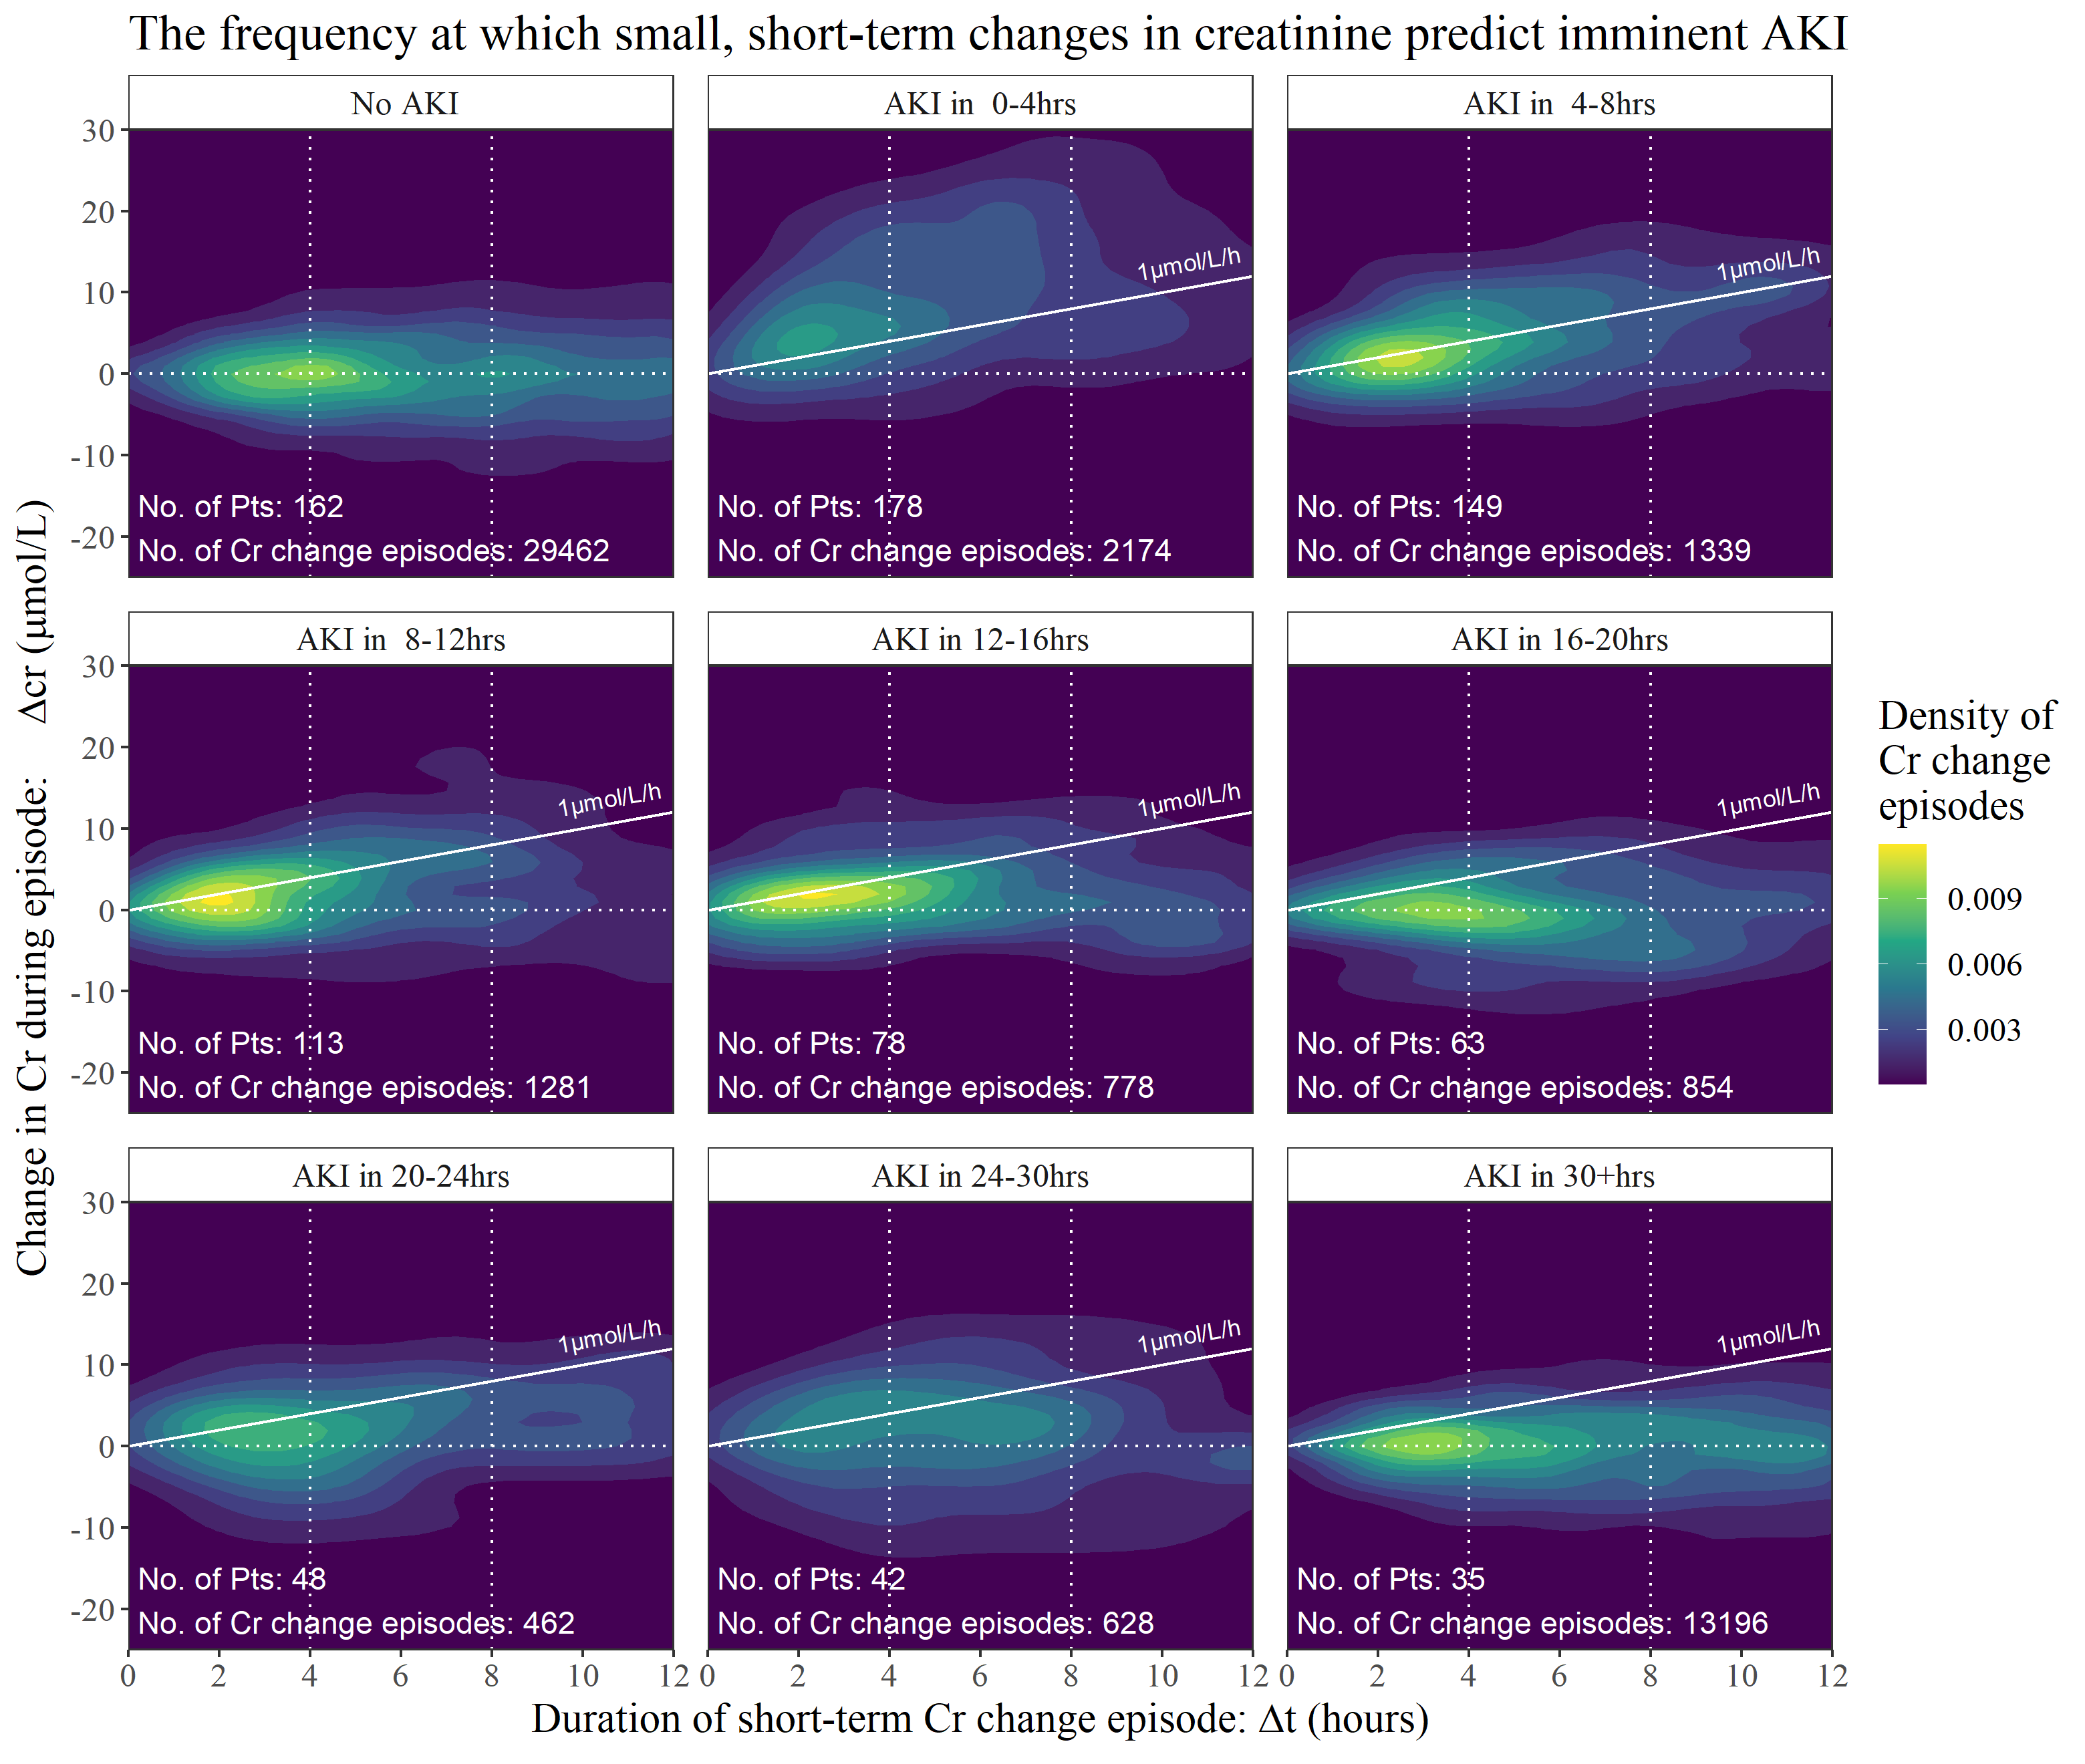 The frequency at which small, short-term changes in creatinine predict imminent AKI
No AKI
AKI in  0-4hrs
AKI in  4-8hrs
30
20
10
0
-10
-20
1µmol/L/h
1µmol/L/h
No. of Pts: 162
No. of Cr change episodes: 29462
No. of Pts: 178
No. of Cr change episodes: 2174
No. of Pts: 149
No. of Cr change episodes: 1339
AKI in  8-12hrs
AKI in 12-16hrs
AKI in 16-20hrs
30
20
10
0
-10
-20
1µmol/L/h
1µmol/L/h
1µmol/L/h
No. of Pts: 113
No. of Cr change episodes: 1281
No. of Pts: 78
No. of Cr change episodes: 778
No. of Pts: 63
No. of Cr change episodes: 854
AKI in 20-24hrs
AKI in 24-30hrs
AKI in 30+hrs
30
20
10
0
-10
-20
1µmol/L/h
1µmol/L/h
1µmol/L/h
No. of Pts: 48
No. of Cr change episodes: 462
No. of Pts: 42
No. of Cr change episodes: 628
No. of Pts: 35
No. of Cr change episodes: 13196
0 2 4 6 8 10 12
0 2 4 6 8 10 12
0 2 4 6 8 10 12
Duration of short-term Cr change episode: Δt (hours)
Change in Cr during episode:   Δcr (µmol/L)
Density of
Cr change
episodes
0.009
0.006
0.003